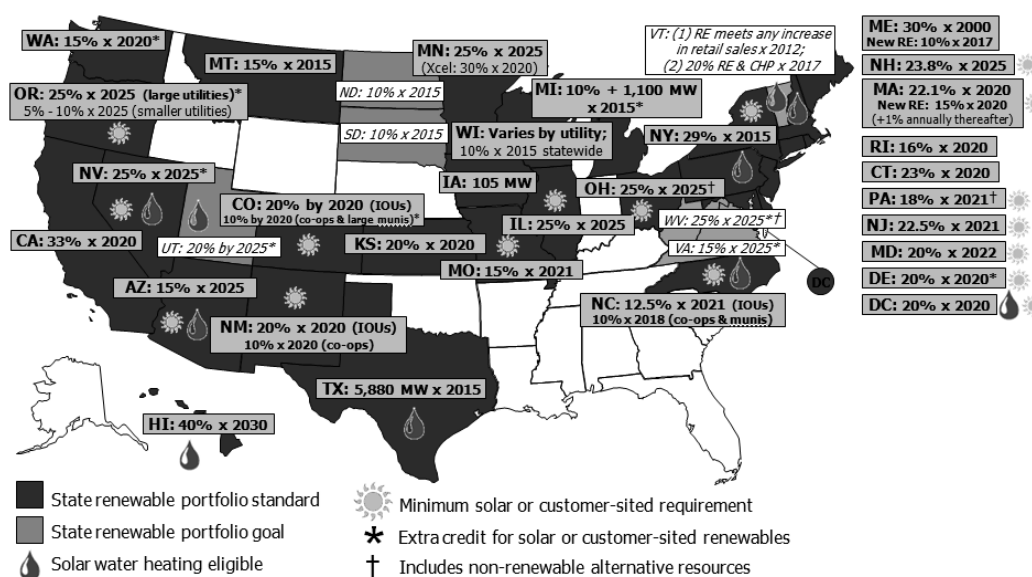 WA: 15% x 2020*
MT: 15% x 2015
MN: 25% x 2025
(Xcel: 30% x 2020)
VT: (1) RE meets any increase
in retail sales x 2012;
(2) 20% RE & CHP x 2017
ME: 30% x 2000
New RE: 10% x 2017
NH: 23.8% x 2025
MA: 22.1% x 2020
New RE: 15% x 2020
(+1% annually thereafter)
RI: 16% x 2020
CT: 23% x 2020
PA: 18% x 2021†
NJ: 22.5% x 2021
MD: 20% x 2022
DE: 20% x 2020*
DC: 20% x 2020
OR: 25% x 2025 (large utilities)*
5% - 10% x 2025 (smaller utilities)
ND: 10% x 2015
MI: 10% + 1,100 MW
x 2015*
SD: 10% x 2015
WI: Varies by utility;
10% x 2015 statewide
NY: 29% x 2015
NV: 25% x 2025*
IA: 105 MW
OH: 25% x 2025†
CO: 20% by 2020 (IOUs)
10% by 2020 (co-ops & large munis)*
IL: 25% x 2025
WV: 25% x 2025*†
CA: 33% x 2020
UT: 20% by 2025*
KS: 20% x 2020
VA: 15% x 2025*
MO: 15% x 2021
DC
AZ: 15% x 2025
NC: 12.5% x 2021 (IOUs)
10% x 2018 (co-ops & munis)
NM: 20% x 2020 (IOUs)
10% x 2020 (co-ops)
TX: 5,880 MW x 2015
HI: 40% x 2030
State renewable portfolio standard
State renewable portfolio goal
Solar water heating eligible
Minimum solar or customer-sited requirement
* Extra credit for solar or customer-sited renewables
† Includes non-renewable alternative resources